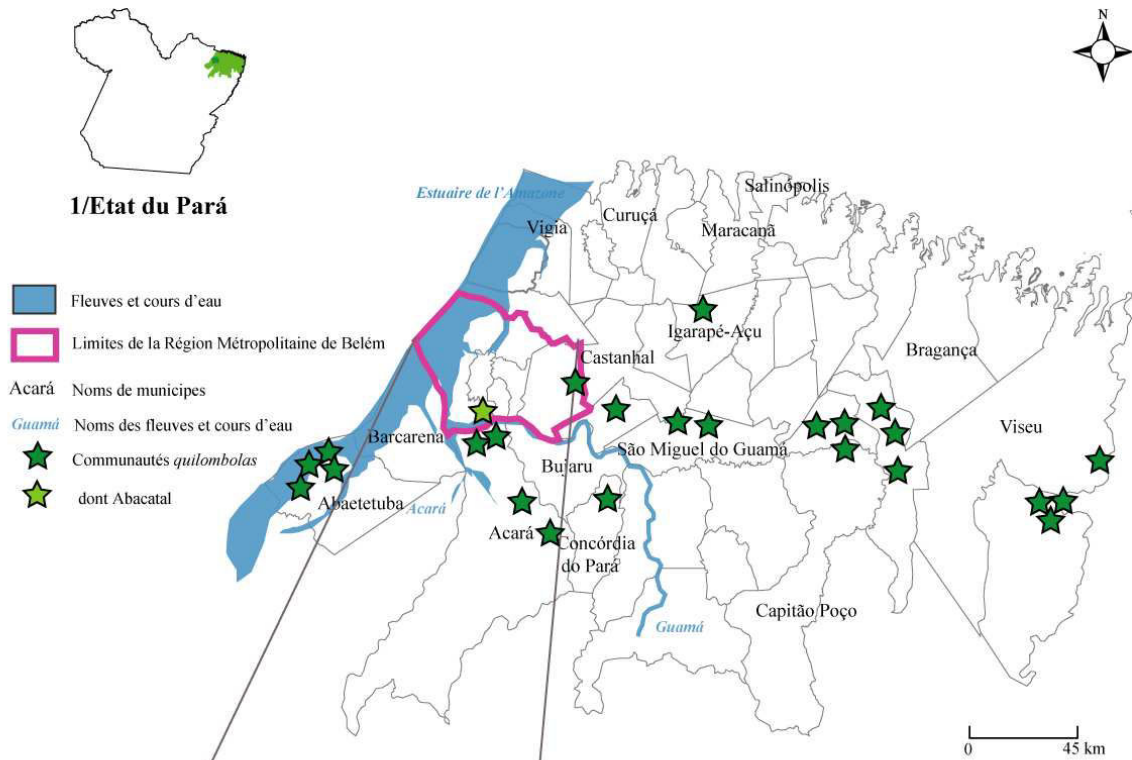 N
1/Etat du Pará
Estuaire de l'Amazone
Salinópolis
Curuçá
Vigia
Maracanã
Fleuves et cours d'eau
Limites de la Région Métropolitaine de Belém
Igarapé-Açu
Castanhal
Bragança
Acará
Noms de municipes
Guamá
Noms des fleuves et cours d'eau
Communautés quilombolas
dont Abacatal
Barcarena
São Miguel do Guamá
Viseu
Bujaru
Abaetetuba
Acará
Acará
Concórdia
do Pará
Capitão Poço
Guamá
0 45 km